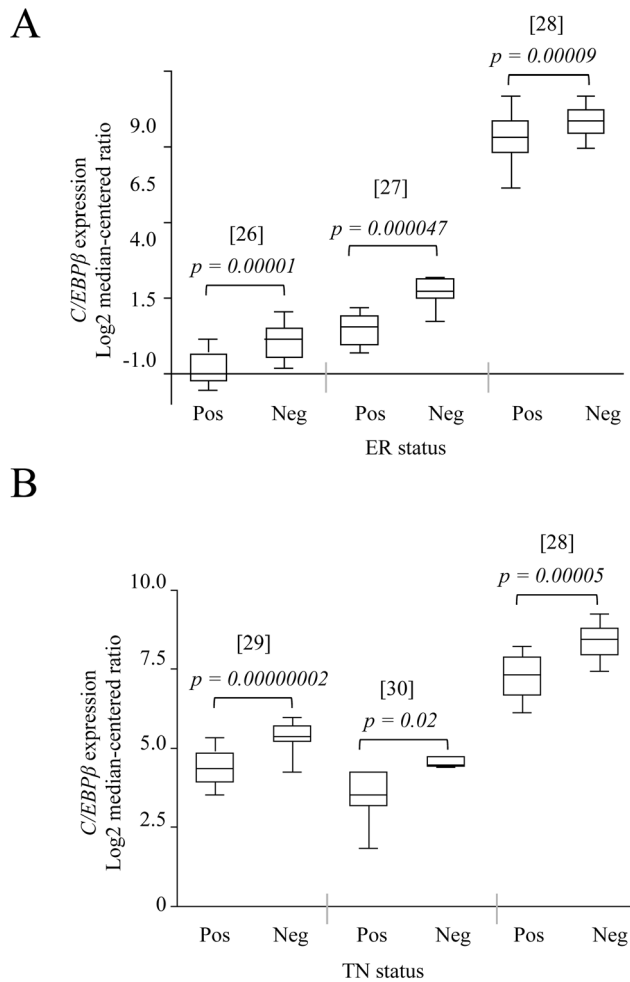 A
[28]
p = 0.00009
9.0
[27]
6.5
p = 0.000047
[26]
4.0
p = 0.00001
1.5
-1.0
C/EBPβ expression
Log2 median-centered ratio
Pos Neg Pos Neg Pos Neg
ER status
B
[28]
10.0
p = 0.00005
[29]
7.5
p = 0.00000002
[30]
p = 0.02
5.0
2.5
0
C/EBPβ expression
Log2 median-centered ratio
Pos Neg Pos Neg Pos Neg
TN status